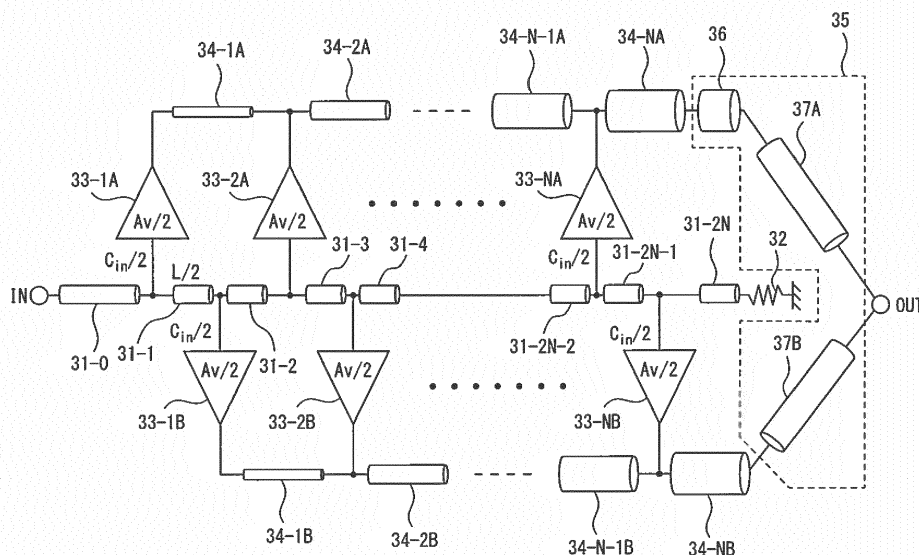 34-1A
34-2A
34-N-1A
34-NA
36
35
37A
33-1A
33-2A
33-NA
Av/2
Av/2
Av/2
31-2N
31-3
31-4
31-2N-1
32
Cin/2
L/2
Cin/2
IN
OUT
31-0
31-1
Cin/2
31-2
31-2N-2
Cin/2
Av/2
Av/2
Av/2
37B
33-1B
33-2B
33-NB
34-1B
34-2B
34-N-1B
34-NB